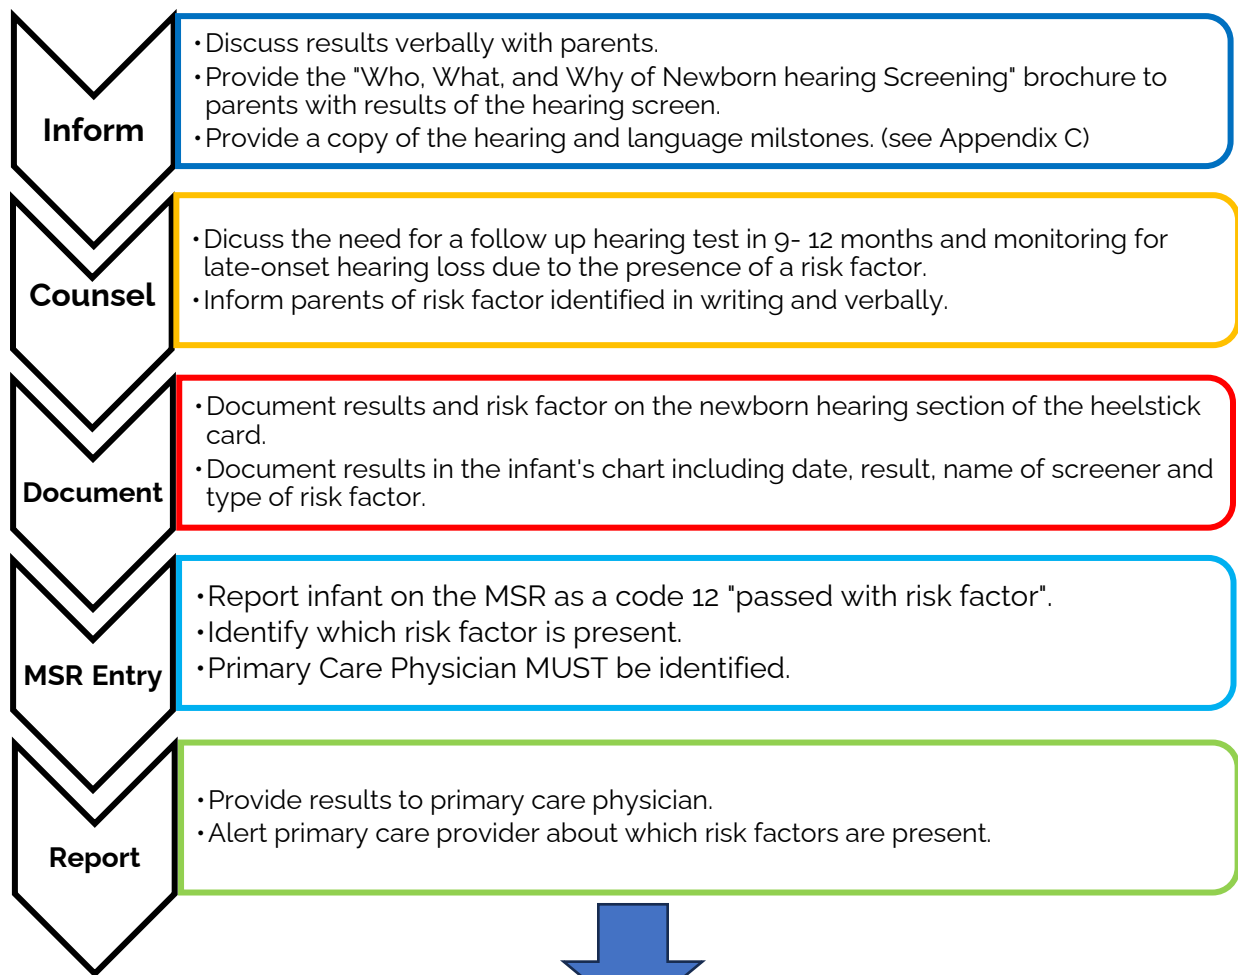 Inform
•Discuss results verbally with parents.
•Provide the "Who, What, and Why of Newborn hearing Screening" brochure to
parents with results of the hearing screen.
•Provide a copy of the hearing and language milstones. (see Appendix C)
Counsel
•Dicuss the need for a follow up hearing test in 9- 12 months and monitoring for
late-onset hearing loss due to the presence of a risk factor.
•Inform parents of risk factor identified in writing and verbally.
Document
•Document results and risk factor on the newborn hearing section of the heelstick
card.
•Document results in the infant's chart including date, result, name of screener and
type of risk factor.
MSR Entry
•Report infant on the MSR as a code 12 "passed with risk factor".
•Identify which risk factor is present.
•Primary Care Physician MUST be identified.
Report
•Provide results to primary care physician.
•Alert primary care provider about which risk factors are present.